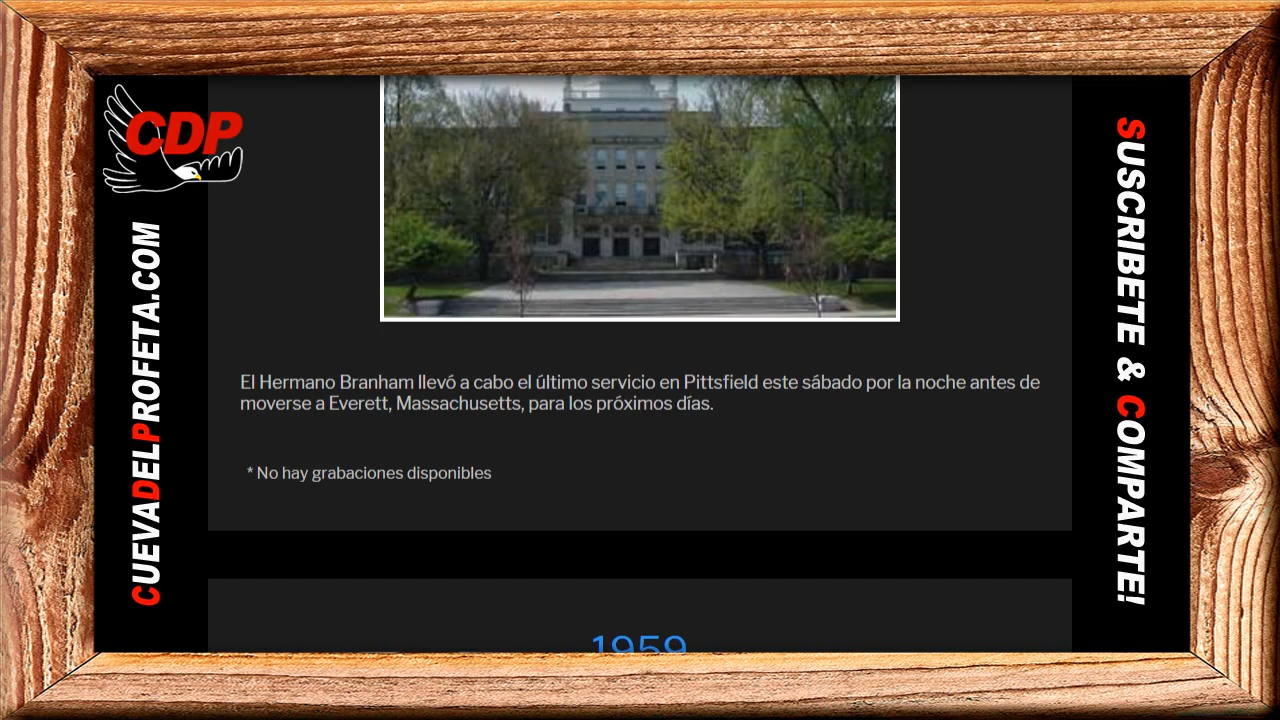 CDP
CUEVADELPROFETA.COM
SUSCRIBETE & COMPARTE!
El Hermano Branham llevó a cabo el último servicio en Pittsfield este sábado por la noche antes de
moverse a Everett, Massachusetts, para los próximos días.
* No hay grabaciones disponibles
1959